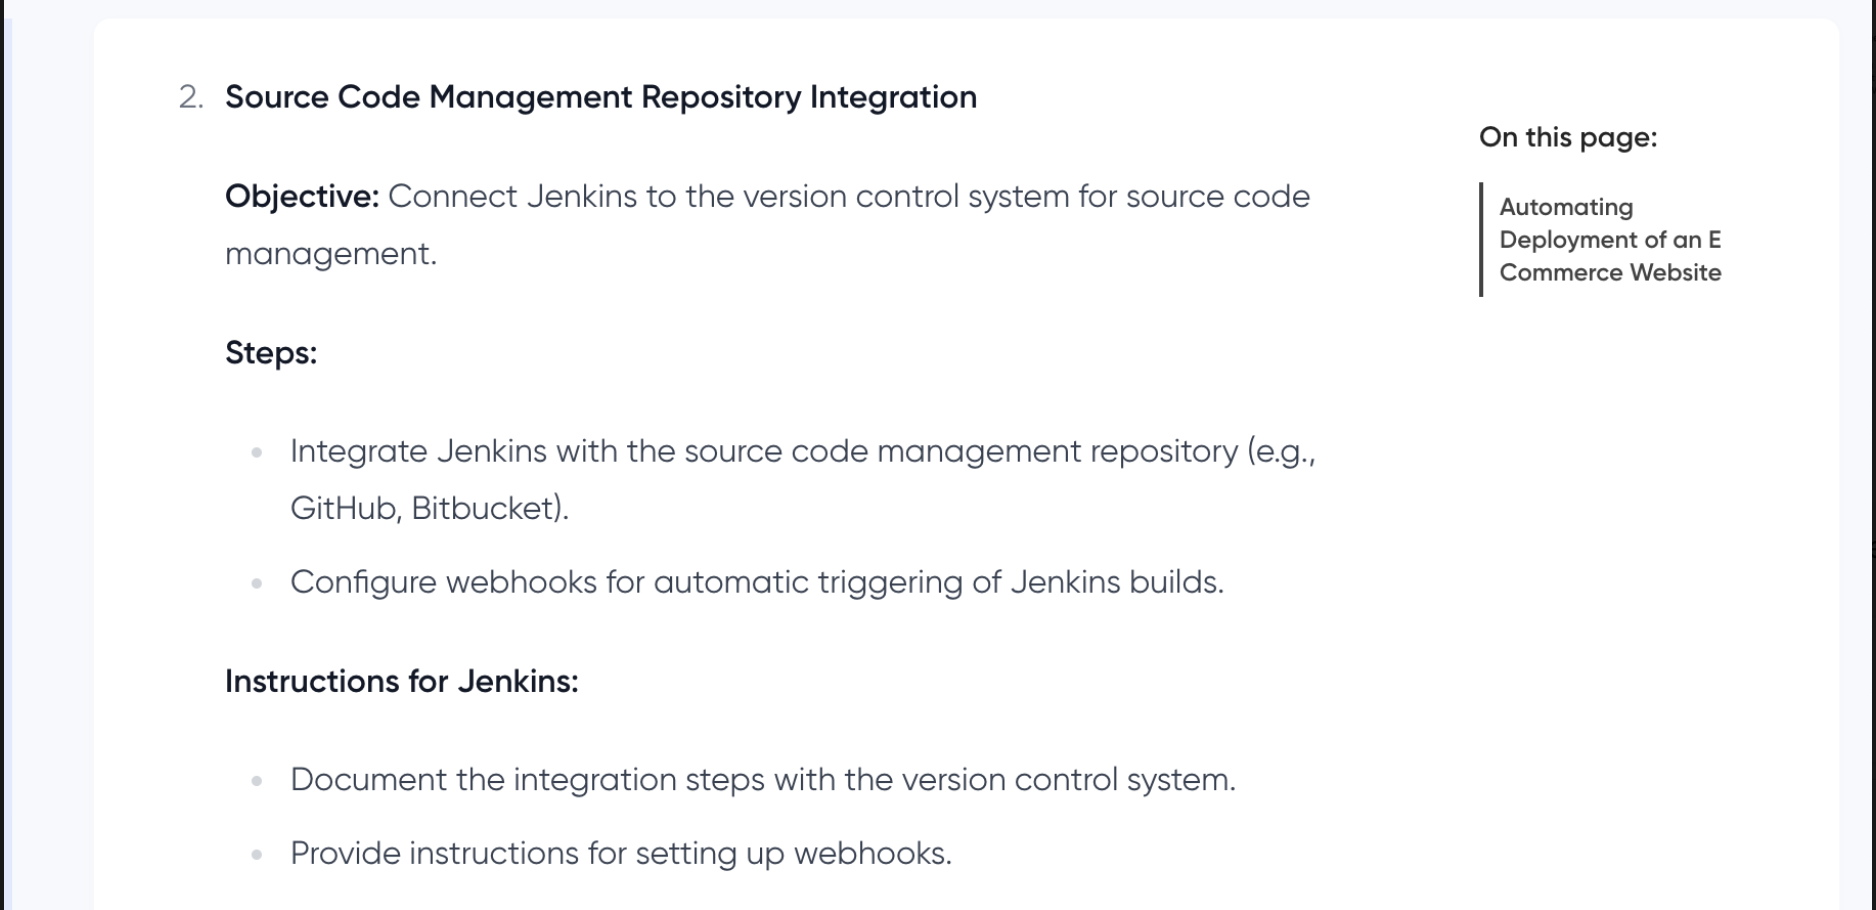 2. Source Code Management Repository Integration
Objective: Connect Jenkins to the version control system for source code
management.
Steps:
Integrate Jenkins with the source code management repository (e.g.,
GitHub, Bitbucket).
Configure webhooks for automatic triggering of Jenkins builds.
Instructions for Jenkins:
Document the integration steps with the version control system.
Provide instructions for setting up webhooks.
On this page:
Automating
Deployment of an E
Commerce Website